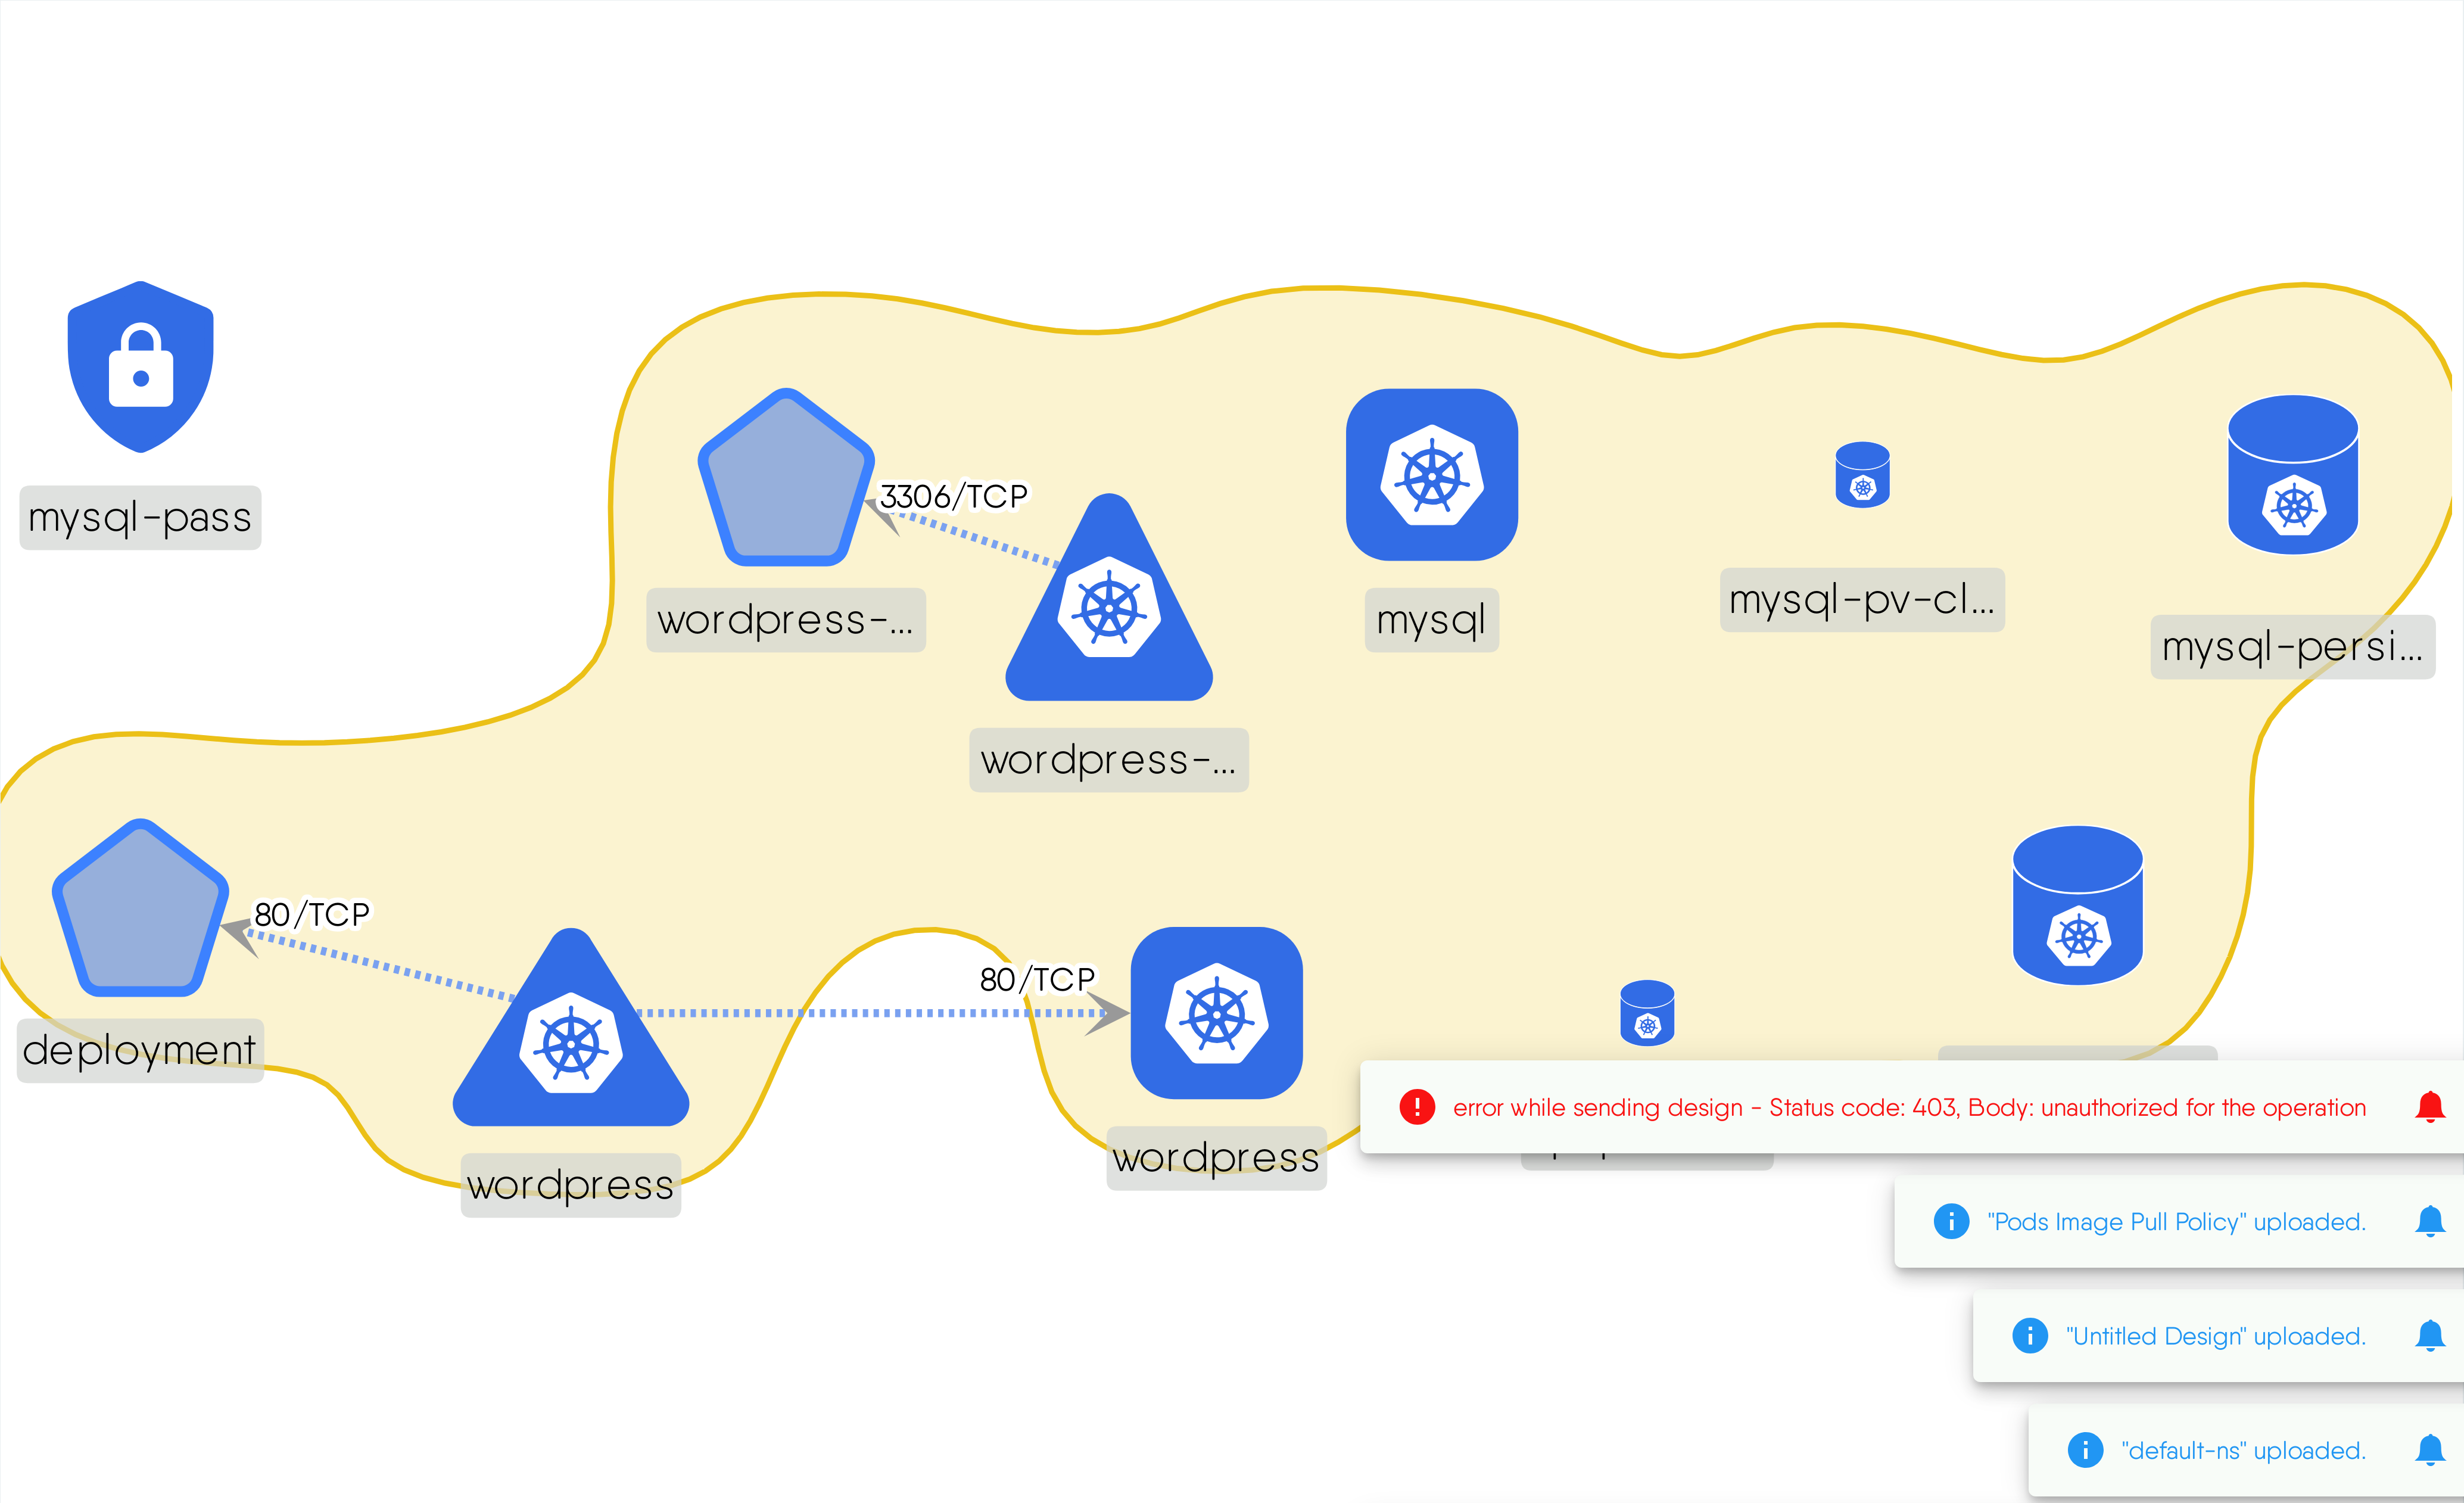 mysql-pass
3306/TCP
wordpress-...
wordpress-...
mysql
mysql-pv-cl...
mysql-persi...
80/TCP
deployment
wordpress
80/TCP
wordpress
error while sending design - Status code: 403, Body: unauthorized for the operation
"Pods Image Pull Policy" uploaded.
"Untitled Design" uploaded.
"default-ns" uploaded.